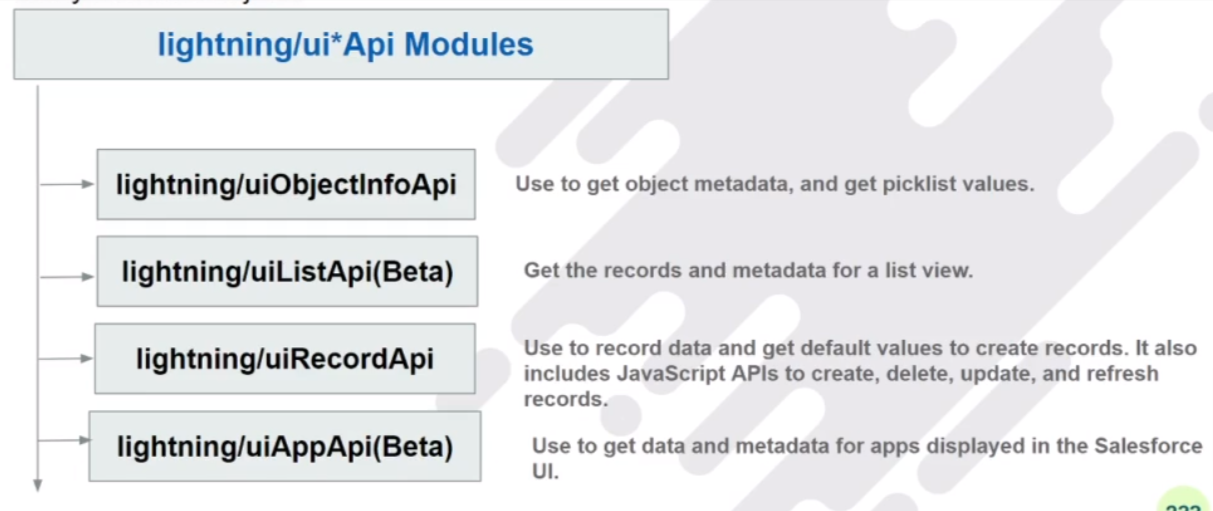 lightning/ui*Api Modules
lightning/uiObjectInfoApi
Use to get object metadata, and get picklist values.
lightning/uiListApi(Beta)
Get the records and metadata for a list view.
lightning/uiRecordApi
Use to record data and get default values to create records. It also
includes JavaScript APIs to create, delete, update, and refresh
records.
lightning/uiAppApi(Beta)
Use to get data and metadata for apps displayed in the Salesforce
UI.